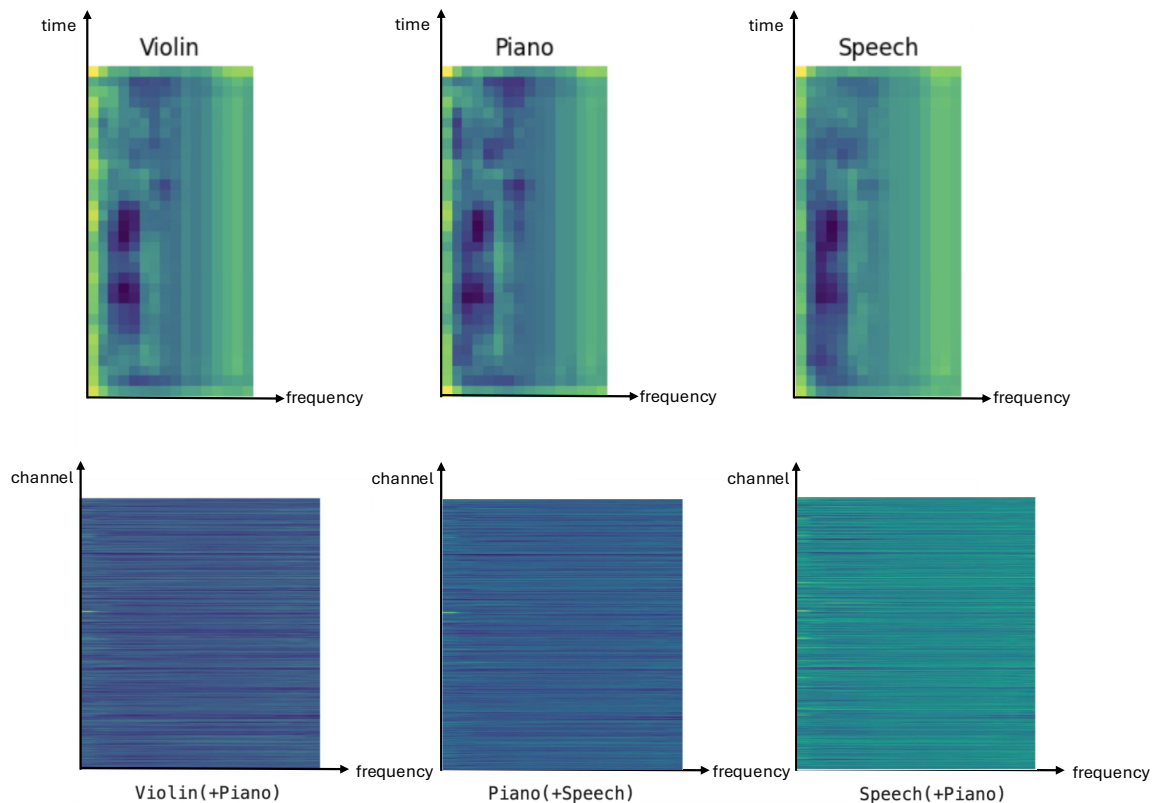 time
Violin
frequency
time
Piano
frequency
time
Speech
frequency
channel
frequency
Violin(+Piano)
channel
frequency
Piano(+Speech)
channel
frequency
Speech(+Piano)